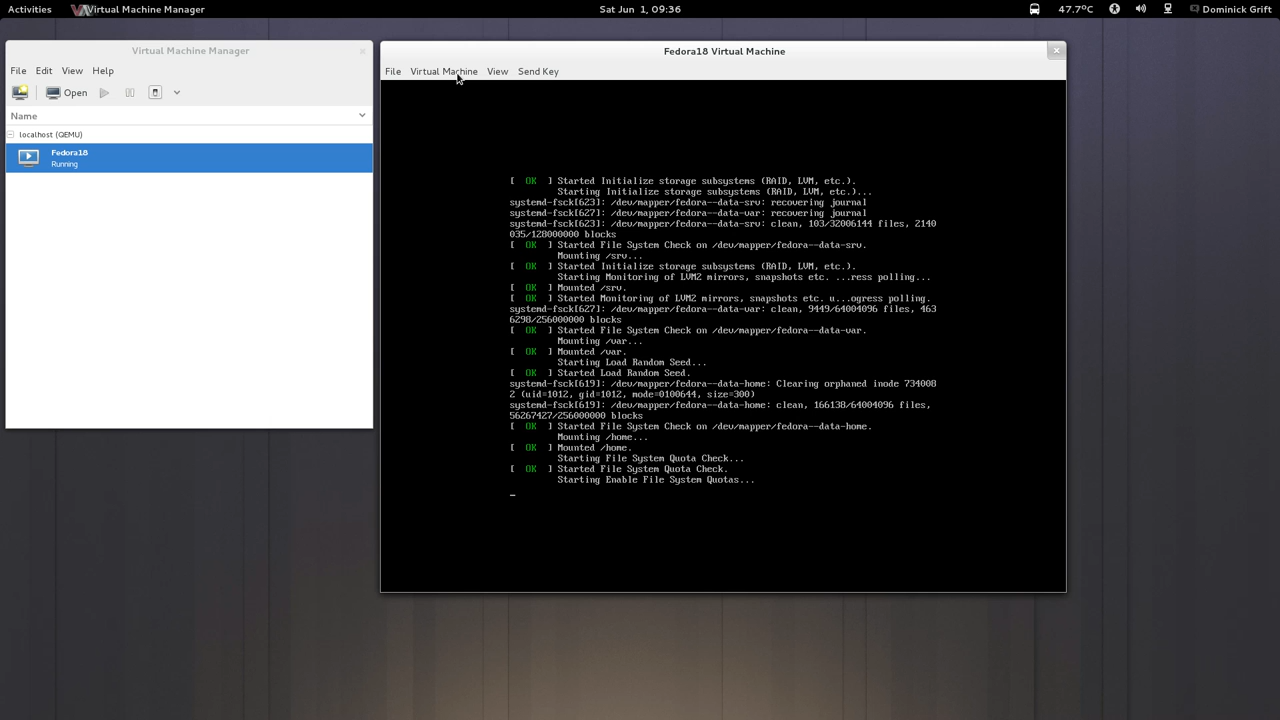 Activities
Virtual Machine Manager
Sat Jun 1, 09:36
47.7°C
Dominick Grift
Virtual Machine Manager
File Edit View Help
Open
Name
localhost (QEMU)
Fedora18
Running
Fedora18 Virtual Machine
File Virtual Machine View Send Key
[ OK ] Started Initialize storage subsystems (RAID, LVM, etc.).
Starting Initialize storage subsystems (RAID, LVM, etc.)...
systemd-fsck[623]: /dev/mapper/fedora--data-srv: recovering journal
systemd-fsck[627]: /dev/mapper/fedora--data-var: recovering journal
systemd-fsck[623]: /dev/mapper/fedora--data-srv: clean, 103/32006144 files, 2140
035/128000000 blocks
[ OK ] Started File System Check on /dev/mapper/fedora--data-srv.
Mounting /srv...
[ OK ] Started Initialize storage subsystems (RAID, LVM, etc.).
Starting Monitoring of LVM2 mirrors, snapshots etc. ...ress polling...
[ OK ] Mounted /srv.
[ OK ] Started Monitoring of LVM2 mirrors, snapshots etc. u...ogress polling.
systemd-fsck[627]: /dev/mapper/fedora--data-var: clean, 9449/64004096 files, 463
6298/256000000 blocks
[ OK ] Started File System Check on /dev/mapper/fedora--data-var.
Mounting /var...
[ OK ] Mounted /var.
Starting Load Random Seed...
[ OK ] Started Load Random Seed.
systemd-fsck[619]: /dev/mapper/fedora--data-home: Clearing orphaned inode 734008
2 (uid=1012, gid=1012, mode=0100644, size=300)
systemd-fsck[619]: /dev/mapper/fedora--data-home: clean, 166138/64004096 files,
56267427/256000000 blocks
[ OK ] Started File System Check on /dev/mapper/fedora--data-home.
Mounting /home...
[ OK ] Mounted /home.
Starting File System Quota Check...
[ OK ] Started File System Quota Check.
Starting Enable File System Quotas...
_